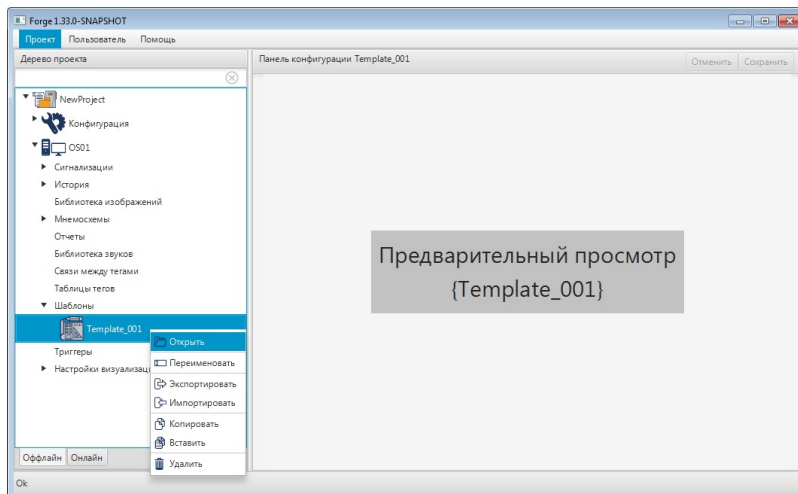 Forge 1.33.0-SNAPSHOT
Проект Пользователь Помощь
Дерево проекта
Панель конфигурации Template_001
Отменить Сохранить
NewProject
Конфигурация
OS01
Сигнализации
История
Библиотека изображений
Мнемосхемы
Отчеты
Библиотека звуков
Связи между тегами
Таблицы тегов
Шаблоны
Template_001
Триггеры
Настройки визуализац
Открыть
Переименовать
Экспортировать
Импортировать
Копировать
Вставить
Удалить
Предварительный просмотр
{Template_001}
Оффлайн Онлайн
Ok